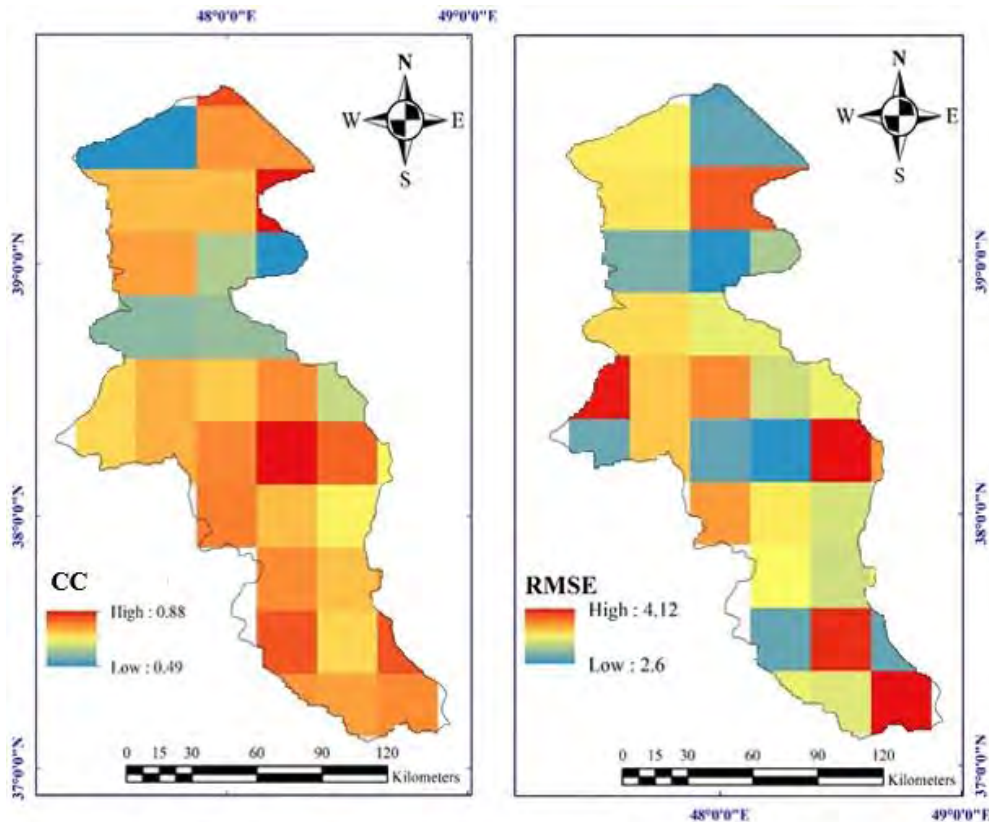 48°0'0"E 49°0'0"E
N
W E
S
39°0'0"N
38°0'0"N
37°0'0"N
CC
High : 0.88
Low : 0.49
0 15 30 60 90 120
Kilometers
N
W E
S
39°0'0"N
38°0'0"N
37°0'0"N
RMSE
High : 4.12
Low : 2.6
0 15 30 60 90 120
Kilometers
48°0'0"E 49°0'0"E